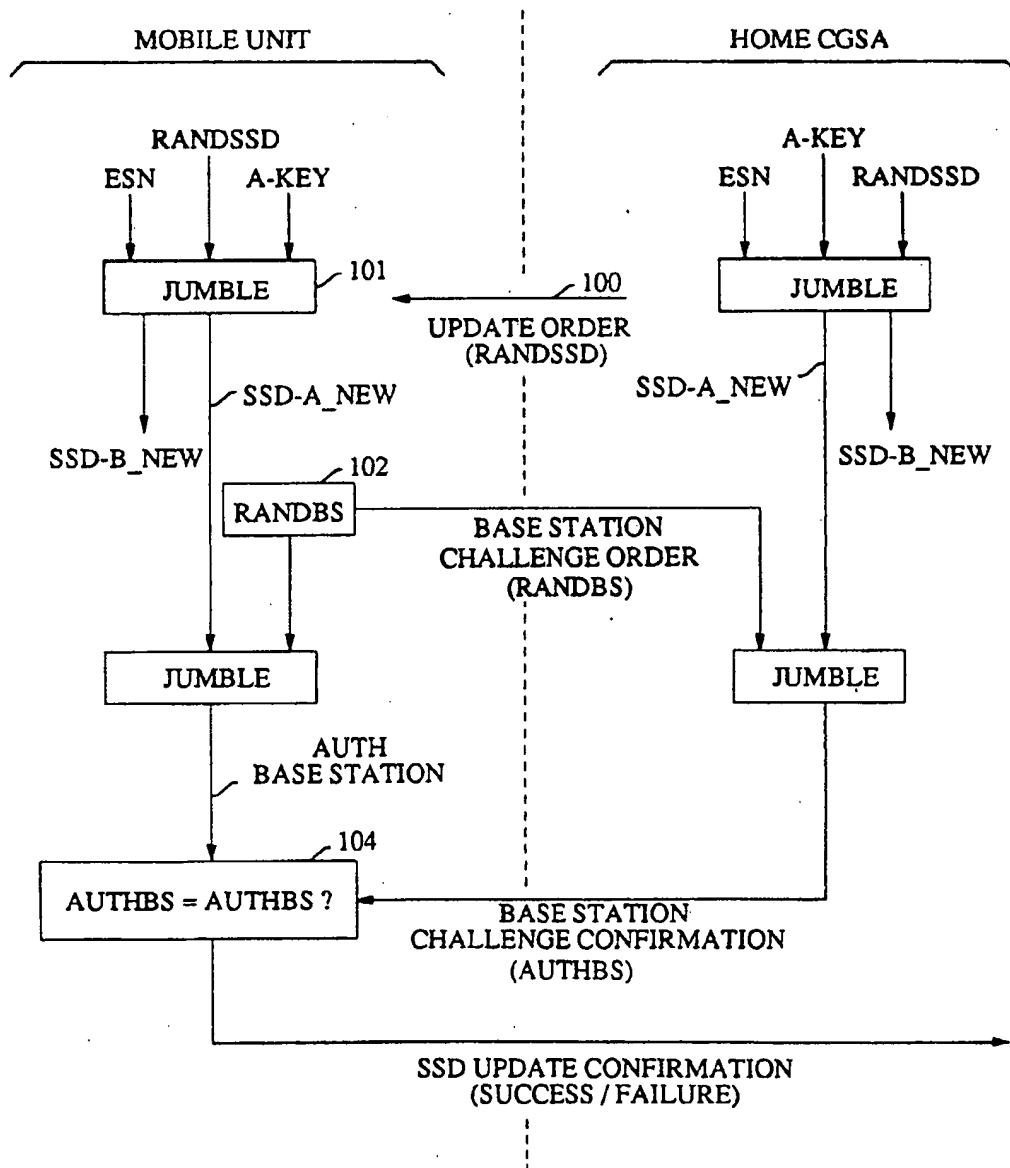 MOBILE UNIT
HOME CGSA
RANDSSD
ESN
A-KEY
A-KEY
ESN
RANDSSD
JUMBLE
101
100
JUMBLE
UPDATE ORDER
(RANDSSD)
SSD-A_NEW
SSD-A_NEW
SSD-B_NEW
SSD-B_NEW
102
RANDBS
BASE STATION
CHALLENGE ORDER
(RANDBS)
JUMBLE
JUMBLE
AUTH
BASE STATION
104
AUTHBS = AUTHBS ?
BASE STATION
CHALLENGE CONFIRMATION
(AUTHBS)
SSD UPDATE CONFIRMATION
(SUCCESS / FAILURE)